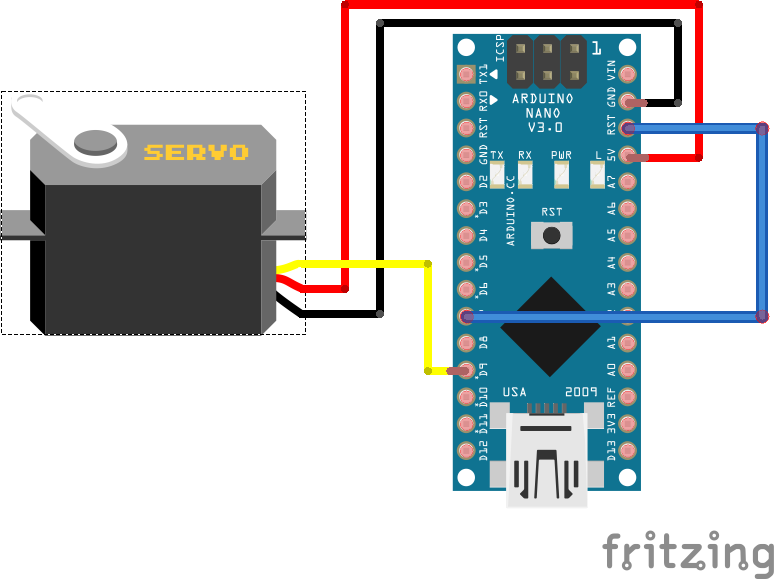 SERVO
ICSP
1
ARDUINO
NANO
V3.0
TX RX PWR L
RST
ARDUINO.CC
TX1
RX0
RST
GND
D2
D3
D4
D5
D6
D8
D9
D10
D11
D12
VIN
GND
RST
5V
A7
A6
A5
A4
A3
A1
A0
REF
3V3
D13
USA 2009
fritzing